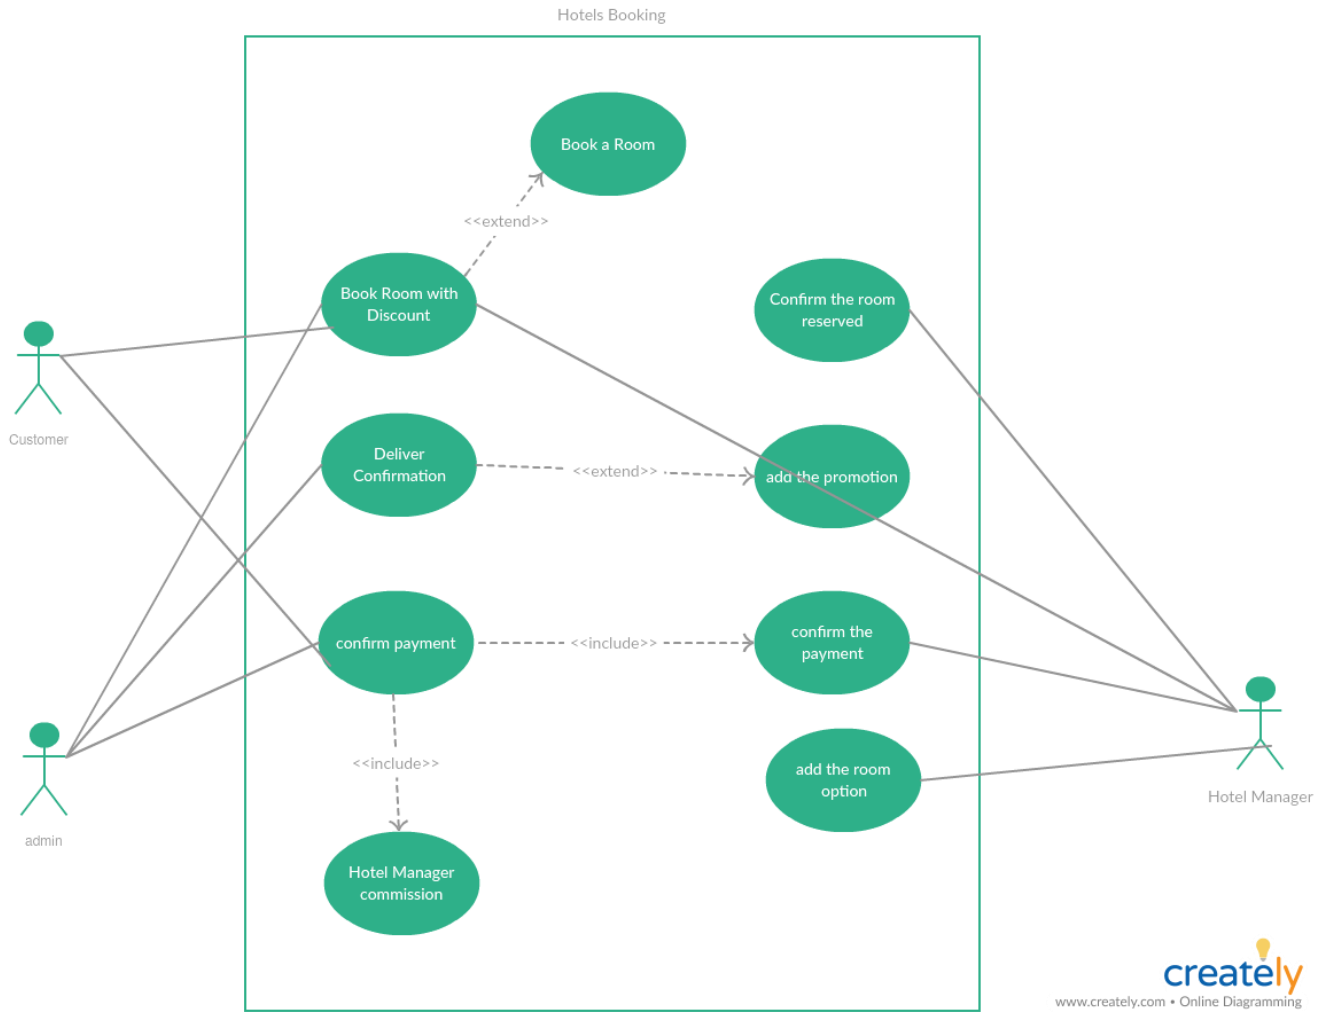 Hotels Booking
Book a Room
<<extend>>
Book Room with
Discount
Confirm the room
reserved
Customer
Deliver
Confirmation
<<extend>>
add the promotion
confirm payment
<<include>>
confirm the
payment
<<include>>
add the room
option
Hotel Manager
admin
Hotel Manager
commission
creately
www.creately.com • Online Diagramming